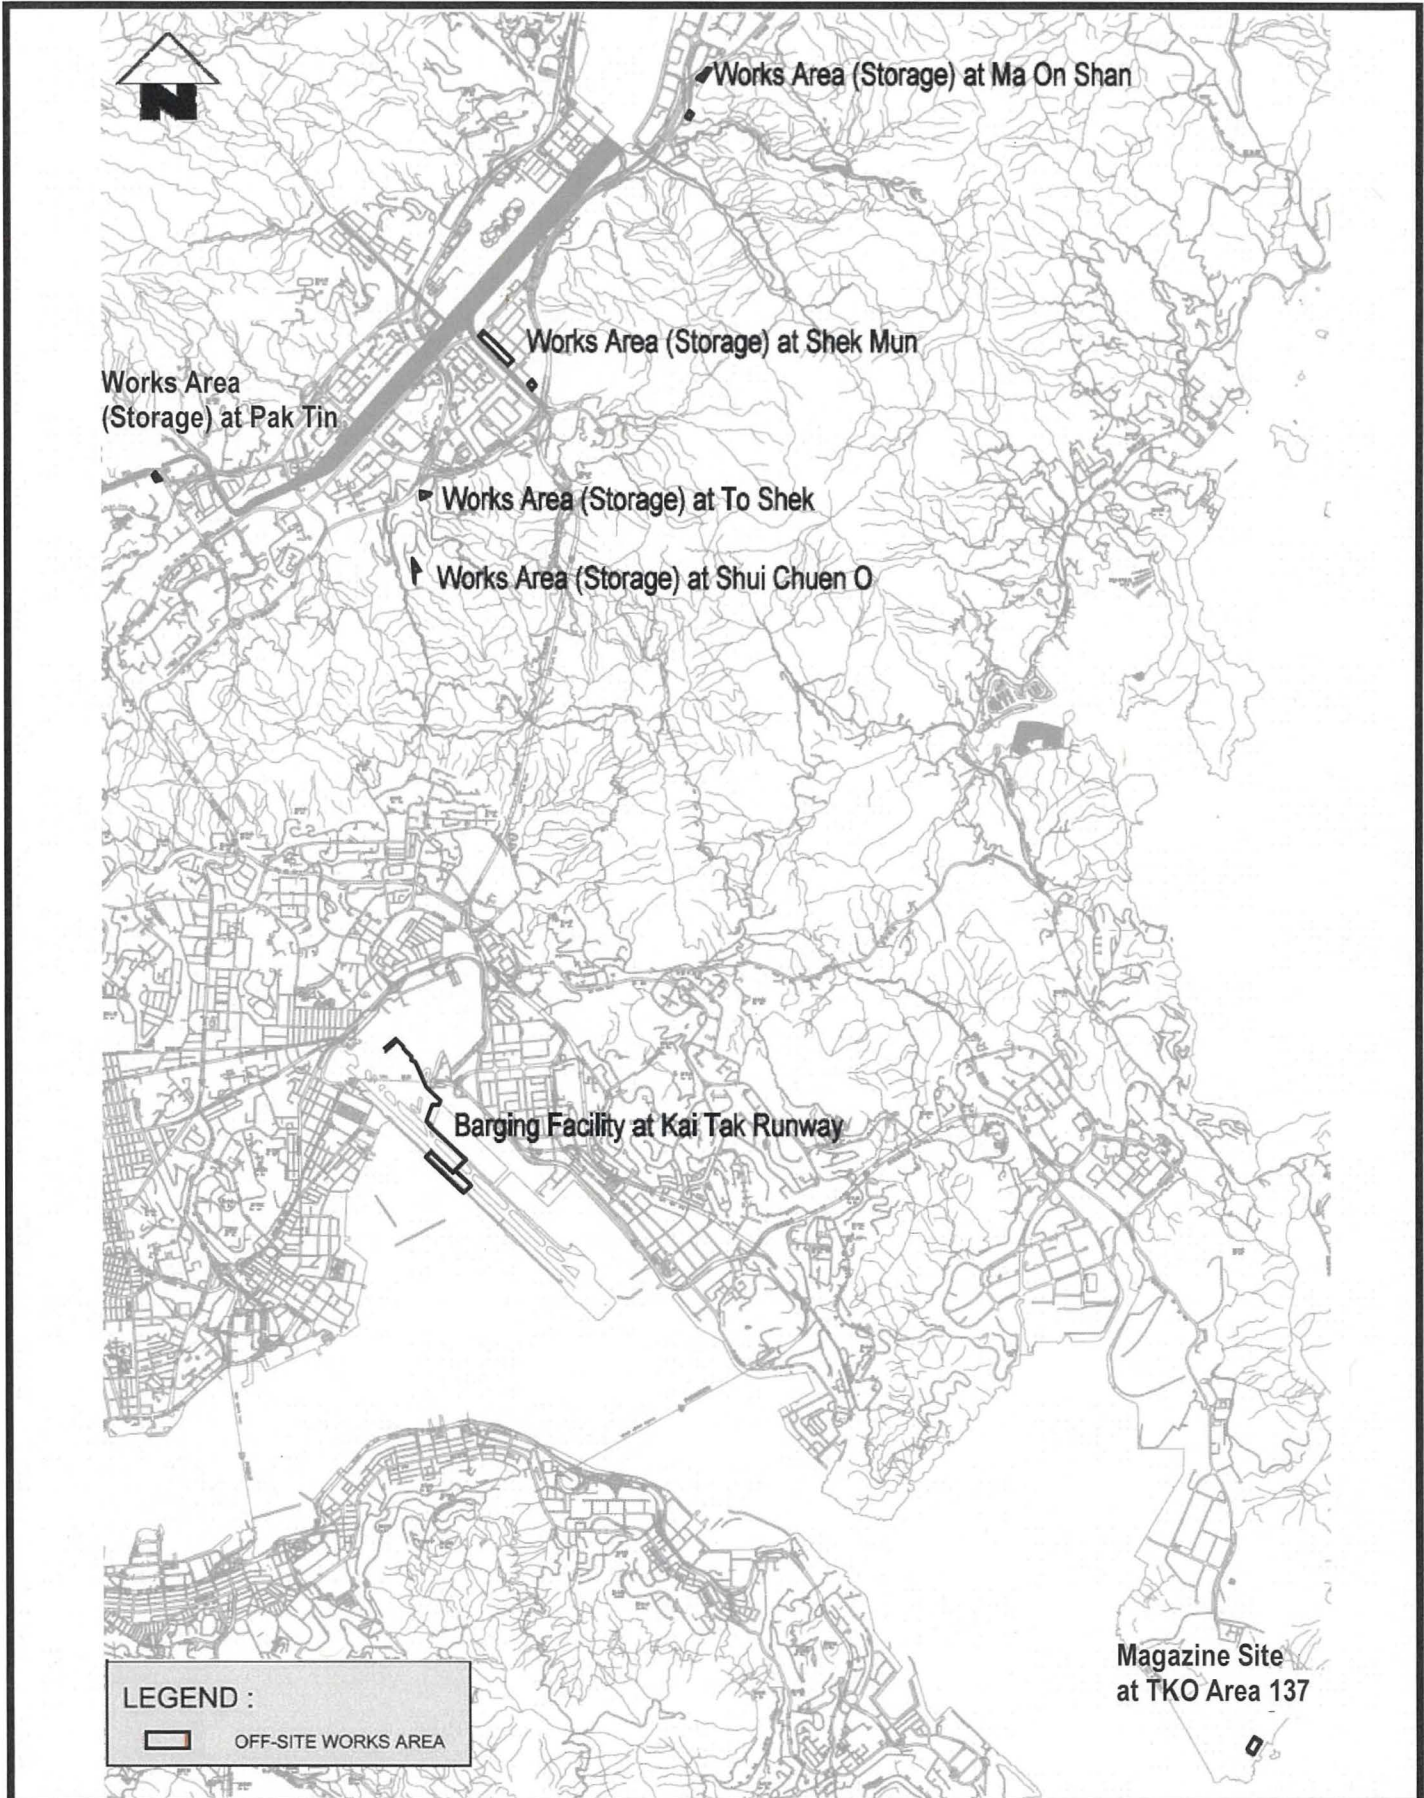 N
Works Area (Storage) at Ma On Shan
Works Area (Storage) at Shek Mun
Works Area
(Storage) at Pak Tin
Works Area (Storage) at To Shek
Works Area (Storage) at Shui Chuen O
Barging Facility at Kai Tak Runway
Magazine Site
at TKO Area 137
LEGEND :
OFF-SITE WORKS AREA